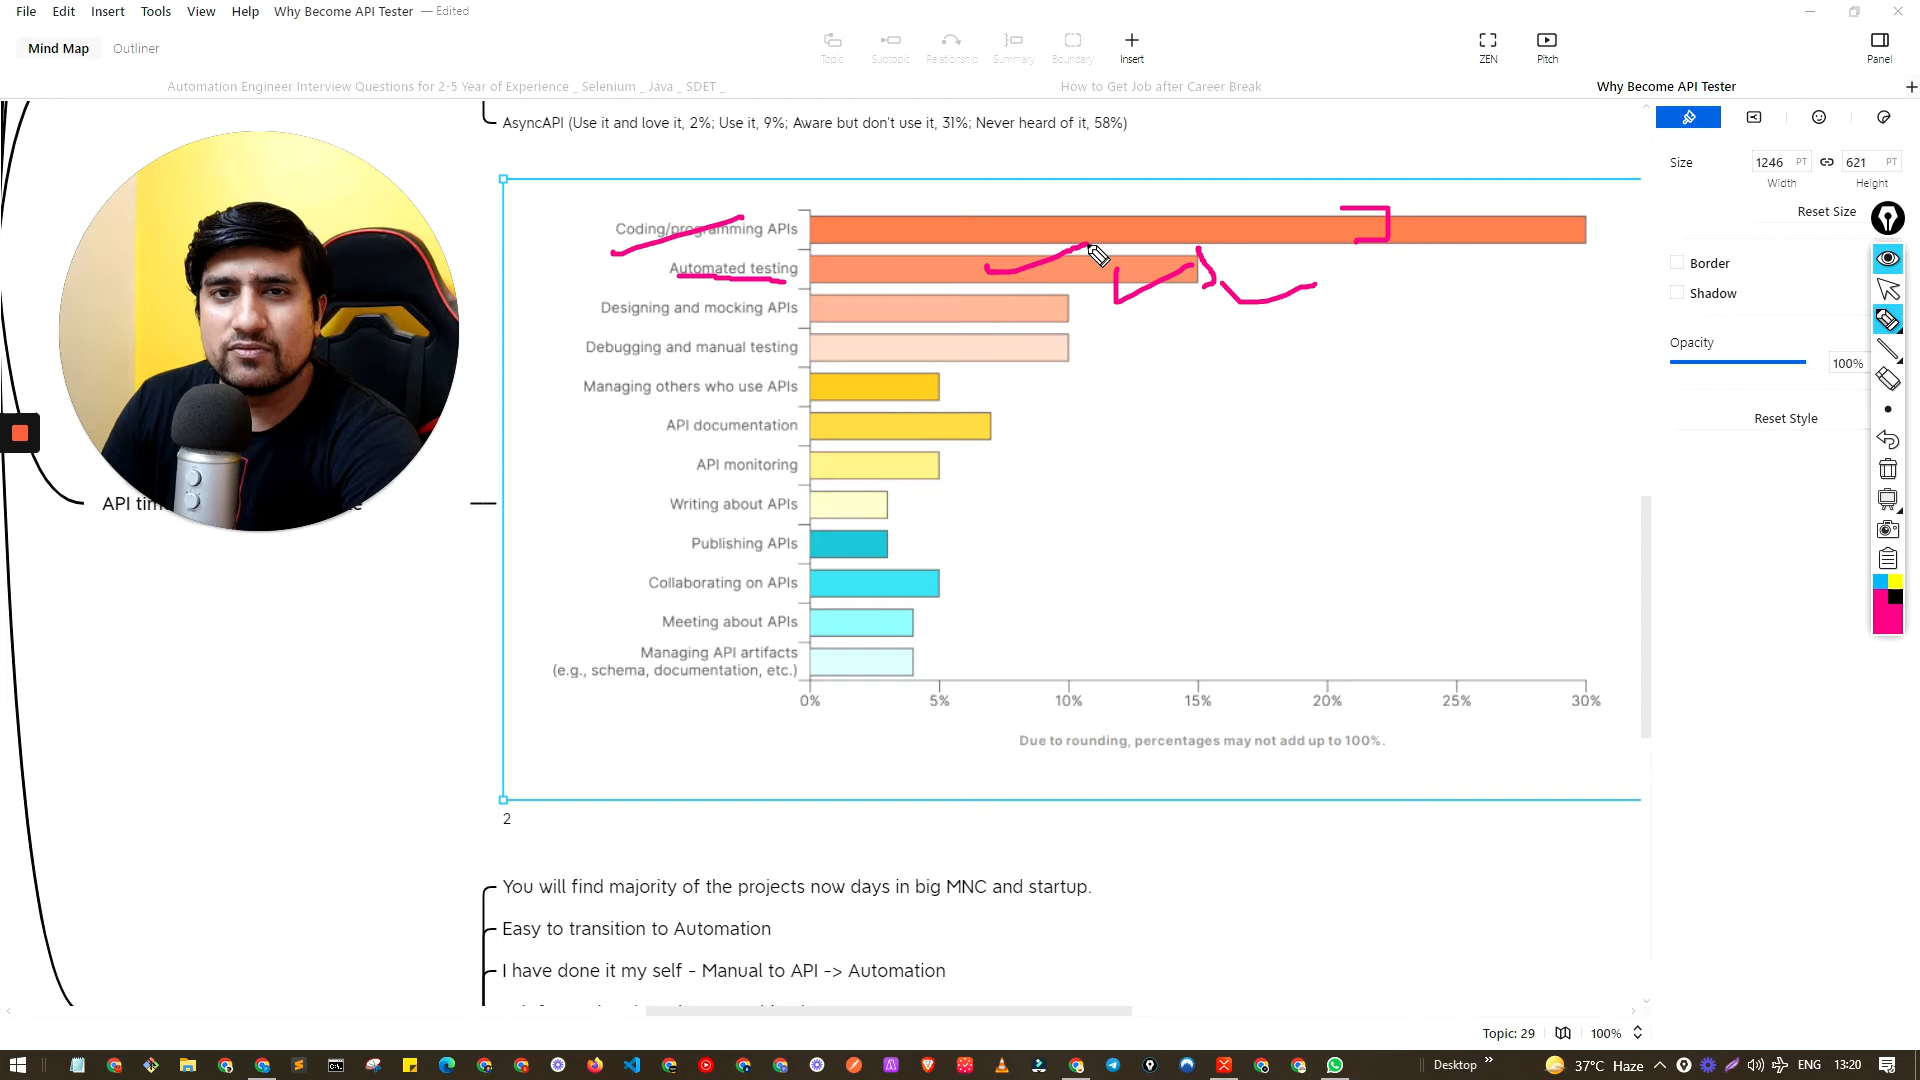 File Edit Insert Tools View Help Why Become API Tester — Edited
Mind Map Outliner
Topic Subtopic Relationship Summary Boundary Insert ZEN Pitch Panel
Automation Engineer Interview Questions for 2-5 Year of Experience _ Selenium _ Java _ SDET _ How to Get Job after Career Break Why Become API Tester
AsyncAPI (Use it and love it, 2%; Use it, 9%; Aware but don't use it, 31%; Never heard of it, 58%)
Size 1246 PT 621 PT
Width Height
Reset Size
Border
Shadow
Opacity
100%
Reset Style
Coding/programming APIs
Automated testing
Designing and mocking APIs
Debugging and manual testing
Managing others who use APIs
API documentation
API monitoring
Writing about APIs
Publishing APIs
Collaborating on APIs
Meeting about APIs
Managing API artifacts
(e.g., schema, documentation, etc.)
0% 5% 10% 15% 20% 25% 30%
Due to rounding, percentages may not add up to 100%.
API
2
You will find majority of the projects now days in big MNC and startup.
Easy to transition to Automation
I have done it my self - Manual to API -> Automation
Topic: 29 100%
Desktop 37°C Haze ENG 13:20